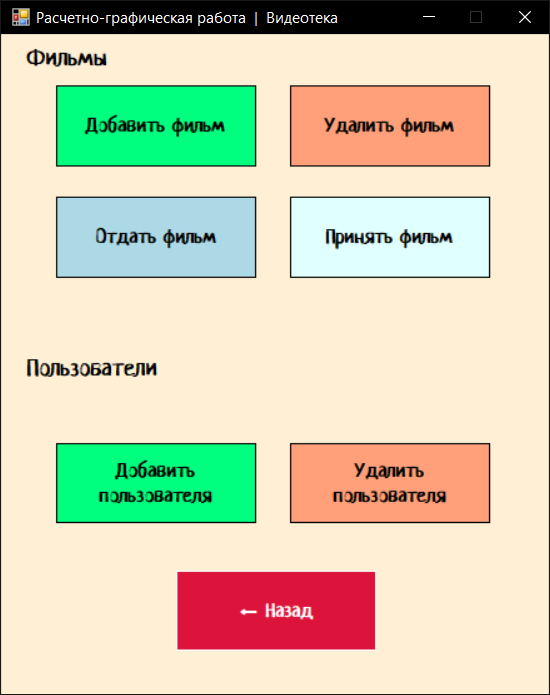 Расчетно-графическая работа | Видеотека
Фильмы
Добавить фильм
Удалить фильм
Отдать фильм
Принять фильм
Пользователи
Добавить
пользователя
Удалить
пользователя
← Назад